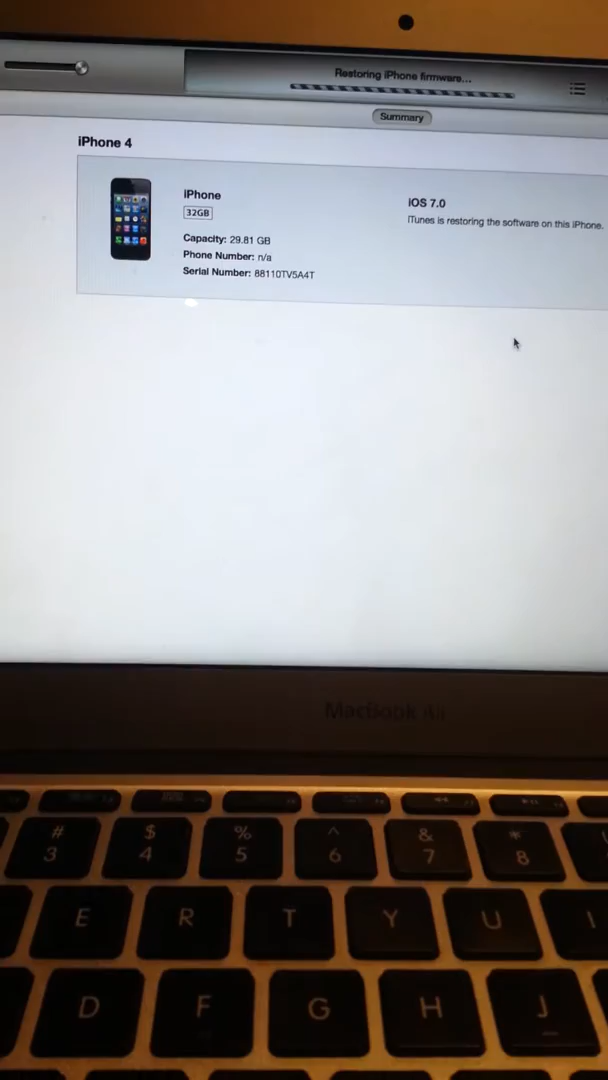 Restoring iPhone firmware...
Summary
iPhone 4
iPhone
32GB
Capacity: 29.81 GB
Phone Number: n/a
Serial Number: 88110TV5A4T
iOS 7.0
iTunes is restoring the software on this iPhone.
MacBook Air
# $ % ^ & *
3 4 5 6 7 8
E R T Y U I
D F G H J